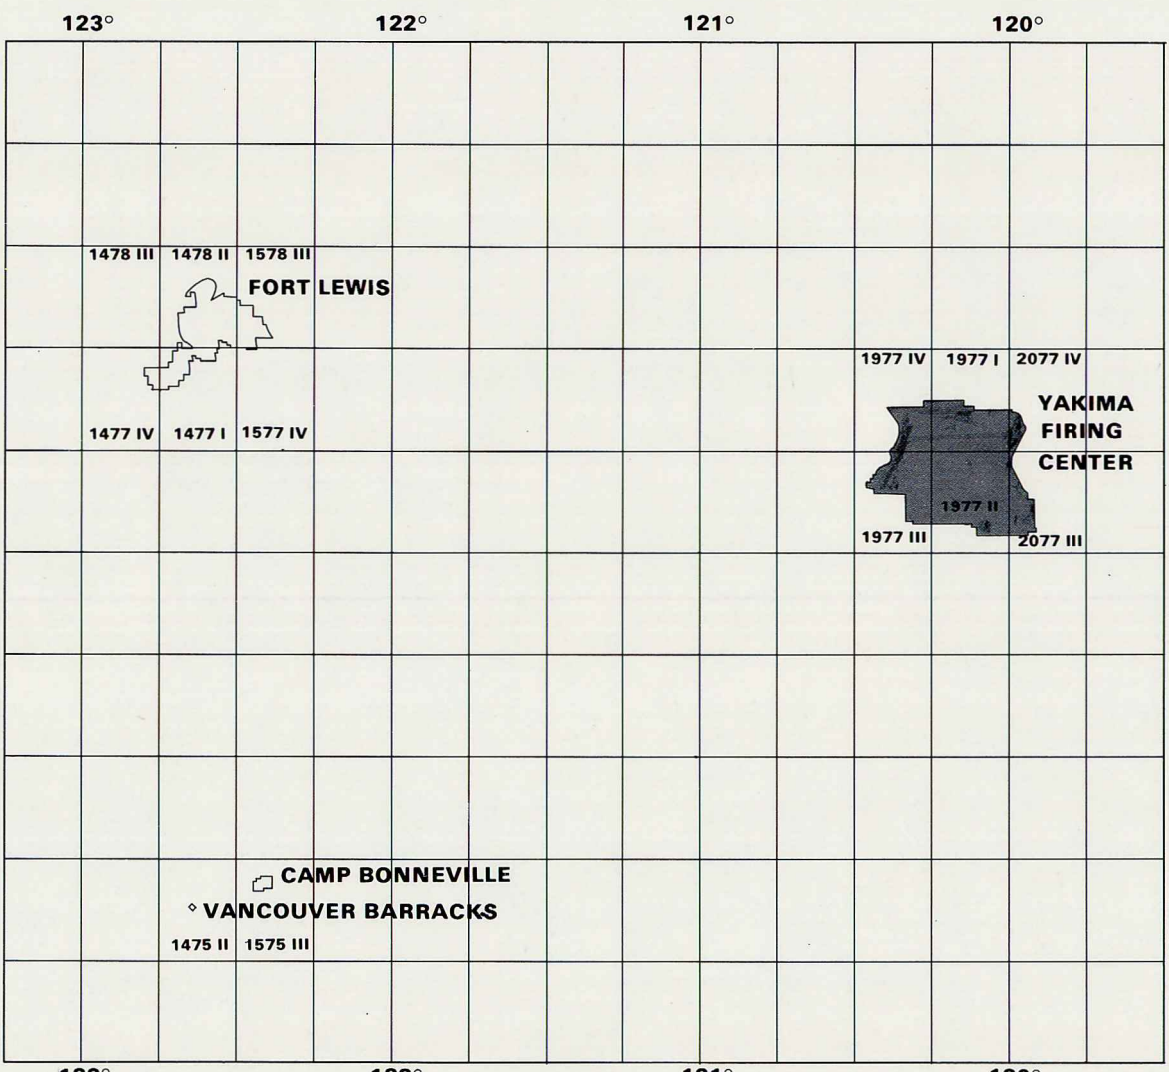 123° 122° 121° 120°
1478 III 1478 II 1578 III
FORT LEWIS
1477 IV 1477 I 1577 IV
1977 IV 1977 I 2077 IV
YAKIMA
FIRING
CENTER
1977 II
1977 III 2077 III
CAMP BONNEVILLE
VANCOUVER BARRACKS
1475 II 1575 III